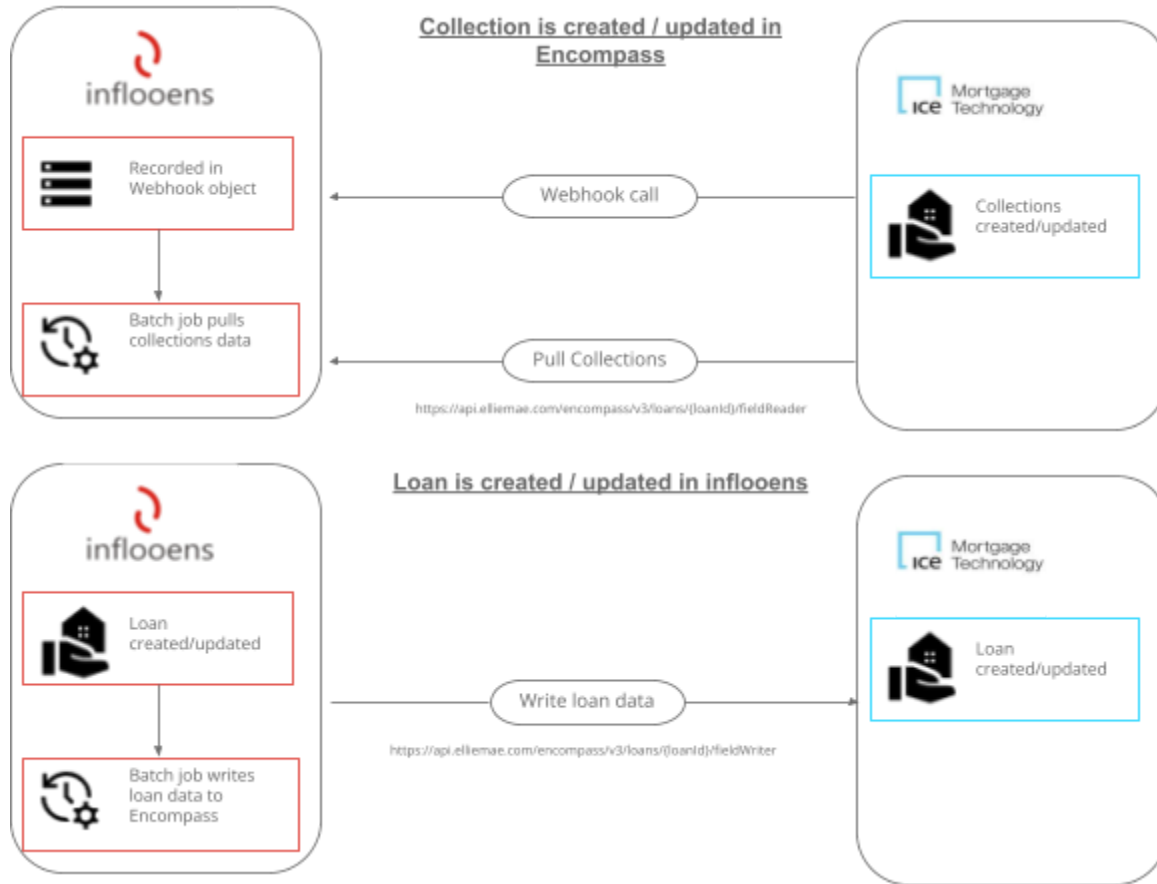 Collection is created / updated in
Encompass
inflooens
ICE Mortgage
Technology
Recorded in
Webhook object
Webhook call
Collections
created/updated
Batch job pulls
collections data
Pull Collections
https://api.elliemae.com/encompass/v3/loans/{loanId}/fieldReader
Loan is created / updated in inflooens
inflooens
ICE Mortgage
Technology
Loan
created/updated
Loan
created/updated
Write loan data
https://api.elliemae.com/encompass/v3/loans/{loanId}/fieldWriter
Batch job writes
loan data to
Encompass